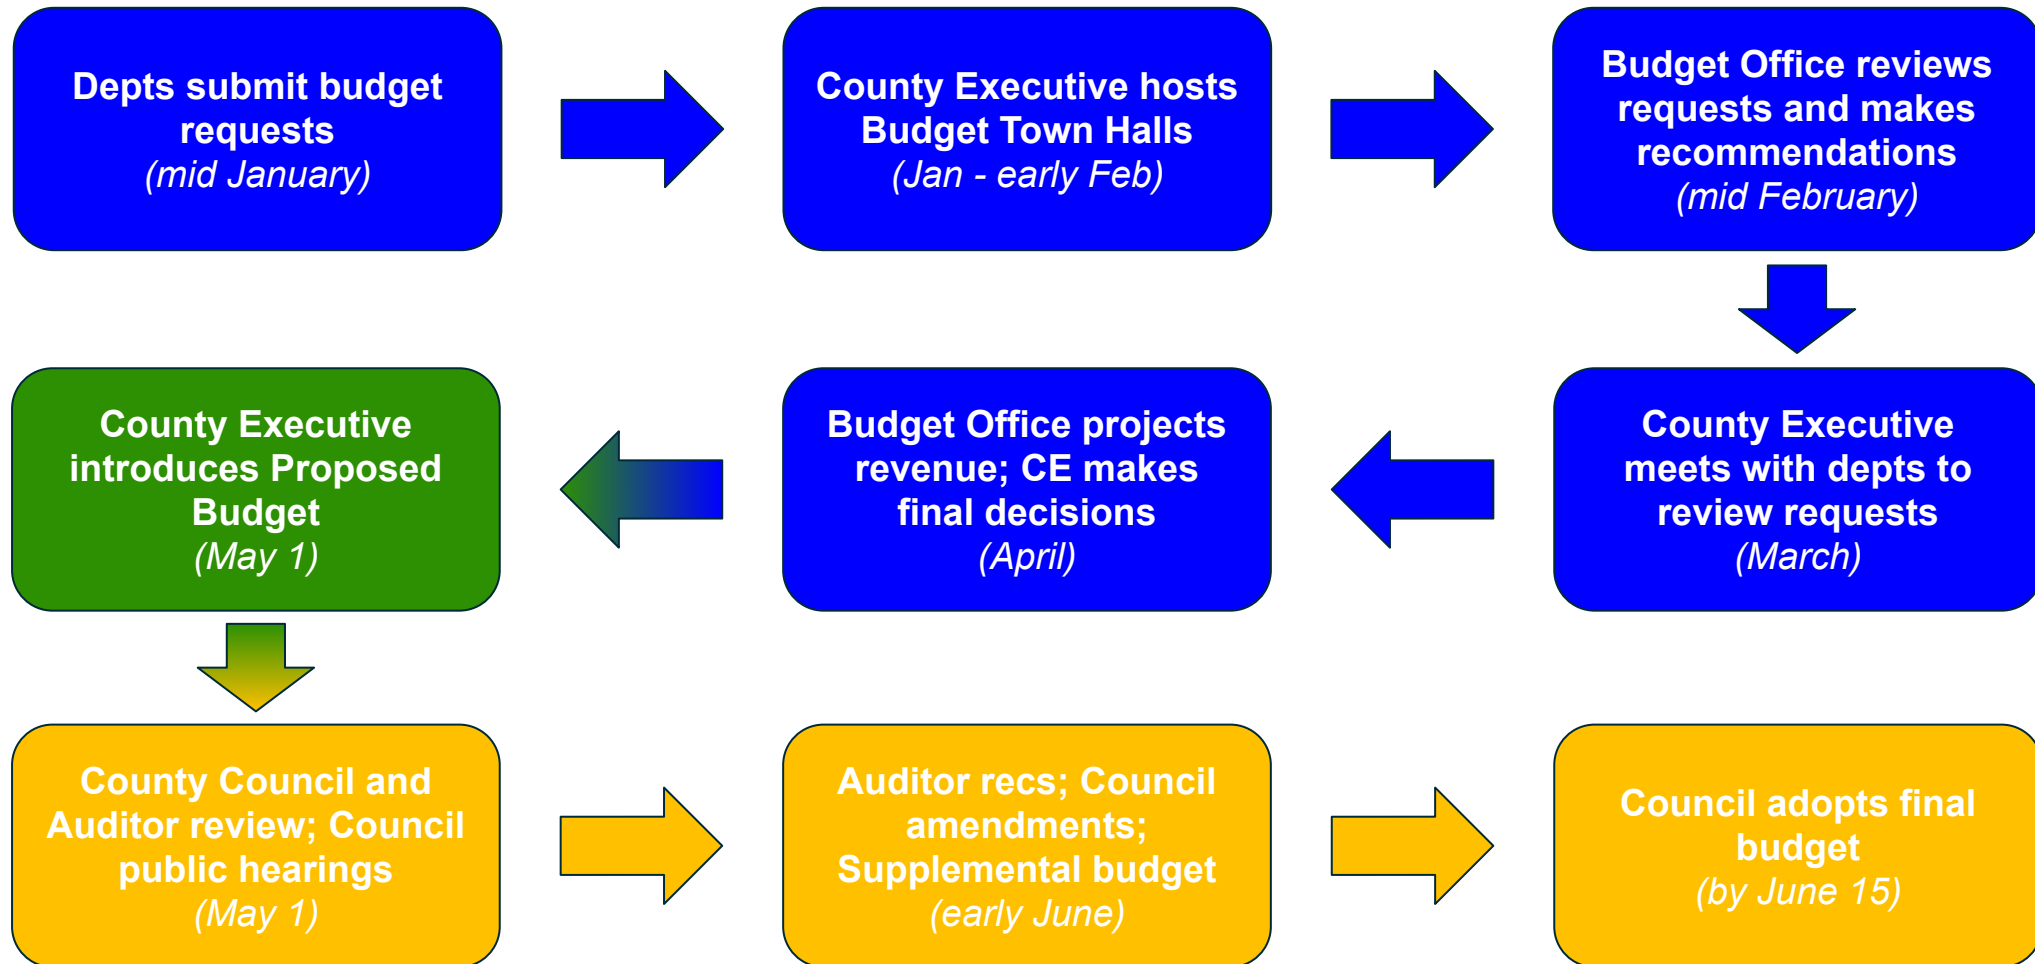 Depts submit budget
requests
(mid January)
County Executive hosts
Budget Town Halls
(Jan - early Feb)
Budget Office reviews
requests and makes
recommendations
(mid February)
County Executive
introduces Proposed
Budget
(May 1)
Budget Office projects
revenue; CE makes
final decisions
(April)
County Executive
meets with depts to
review requests
(March)
County Council and
Auditor review; Council
public hearings
(May 1)
Auditor recs; Council
amendments;
Supplemental budget
(early June)
Council adopts final
budget
(by June 15)